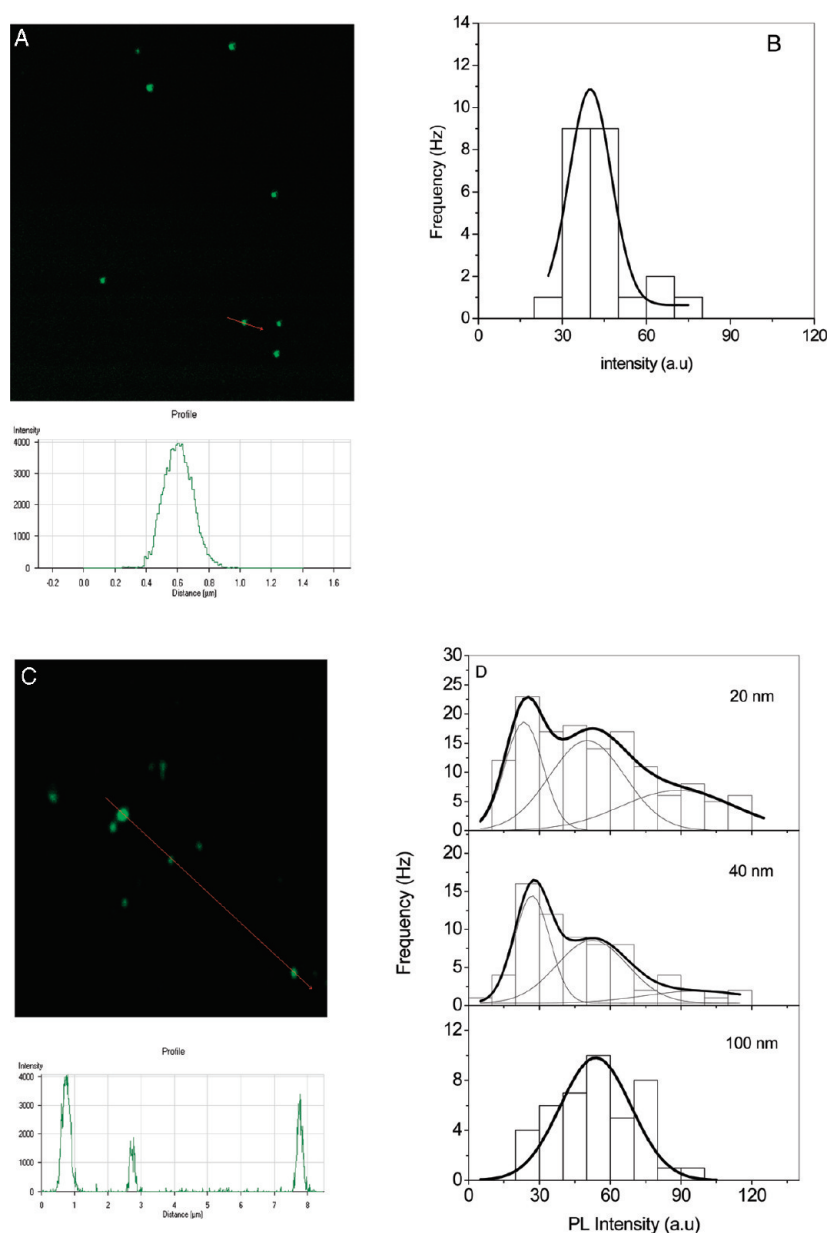 A
B
14
12
10
8
6
4
2
0
Frequency (Hz)
0 30 60 90 120
intensity (a.u)
Profile
Intensity
4000
3000
2000
1000
0
-0.2 0.0 0.2 0.4 0.6 0.8 1.0 1.2 1.4 1.6
Distance [µm]
C
D
30
25
20
15
10
5
0
20 nm
20
15
10
5
0
40 nm
Frequency (Hz)
10
8
6
4
2
0
100 nm
30 60 90 120
PL Intensity (a.u)
Profile
Intensity
4000
3000
2000
1000
0
0 1 2 3 4 5 6 7 8
Distance [µm]